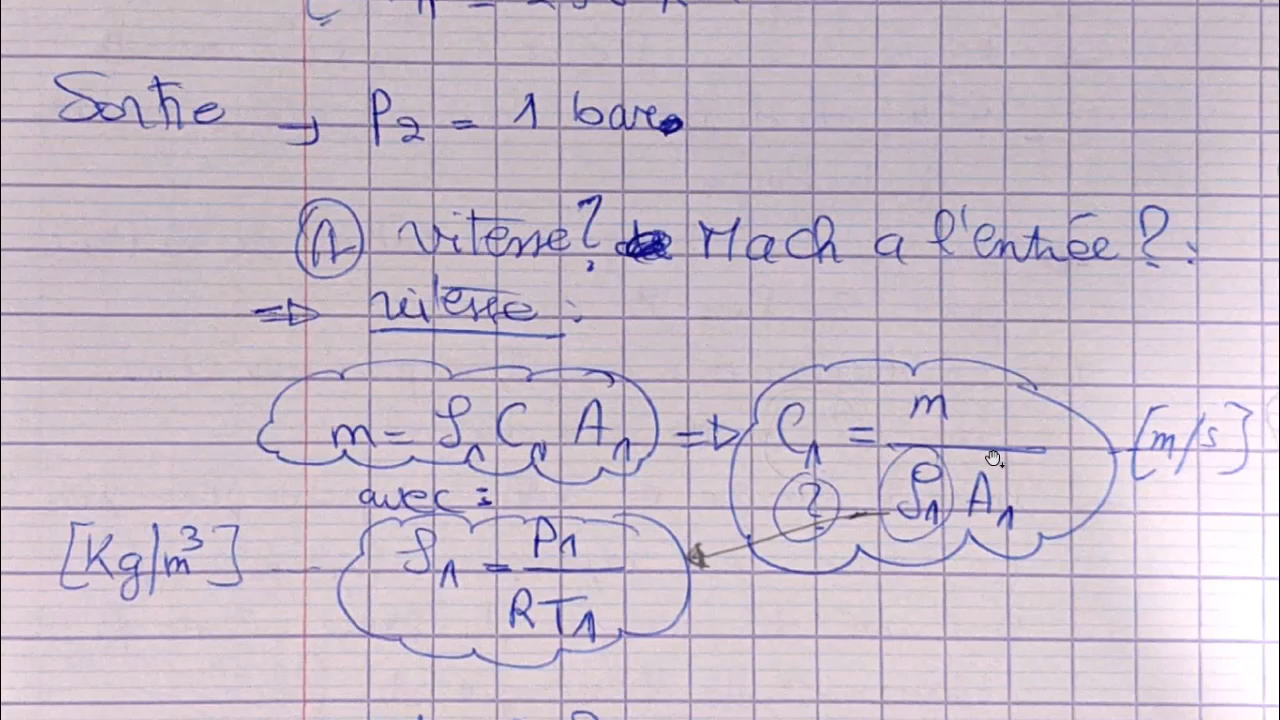 Sortie → P₂ = 1 bar.
① vitesse? Mach a l'entrée?.
⇒ vitesse :
m = ρ₁ C₁ A₁ ⇒ C₁ = m / ρ₁ A₁ [m/s]
?
avec :
[Kg/m³] ρ₁ = P₁ / RT₁